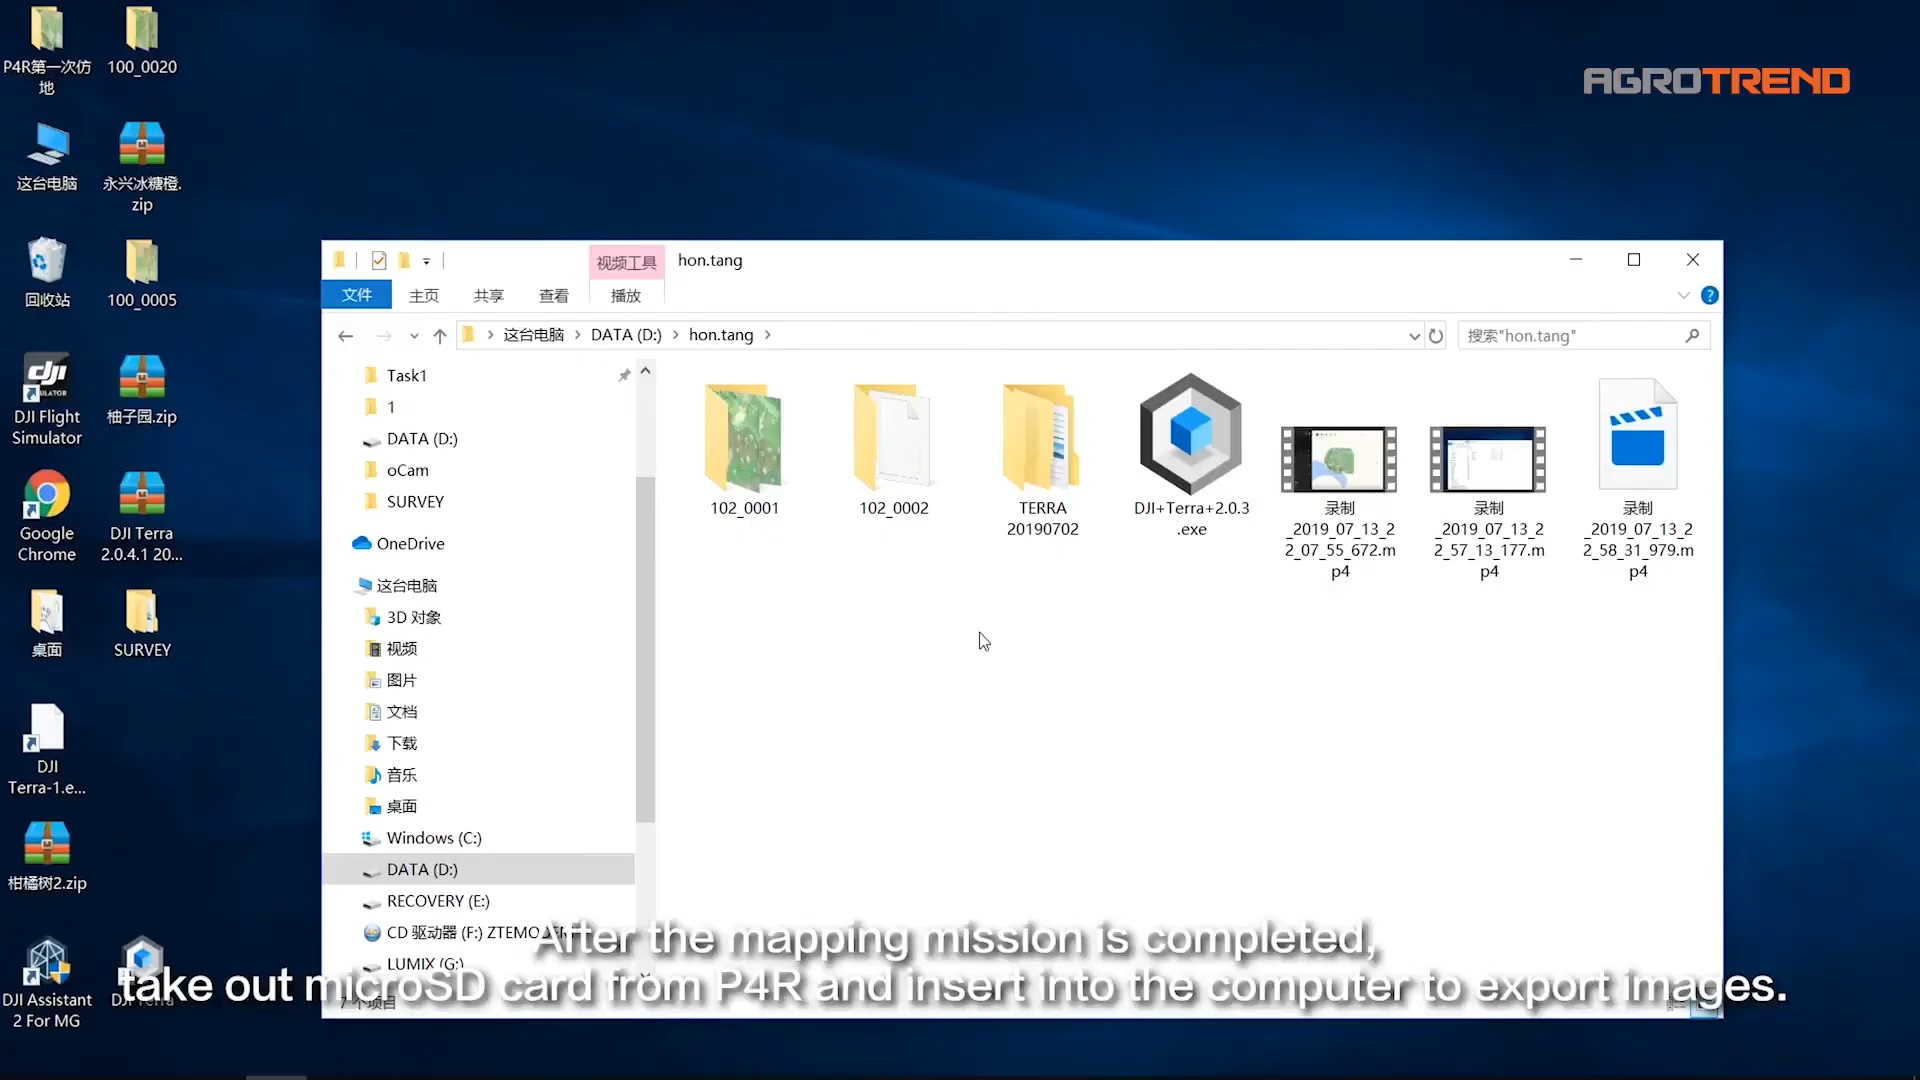 P4R第一次仿
地
100_0020
这台电脑
永兴冰糖橙.
zip
回收站
100_0005
DJI Flight
Simulator
柚子园.zip
Google
Chrome
DJI Terra
2.0.4.1 20...
桌面
SURVEY
DJI
Terra-1.e...
柑橘树2.zip
DJI Assistant
2 For MG
DJI Terra
AGROTREND
视频工具
hon.tang
文件
主页
共享
查看
播放
这台电脑 > DATA (D:) > hon.tang >
搜索"hon.tang"
Task1
1
DATA (D:)
oCam
SURVEY
OneDrive
这台电脑
3D 对象
视频
图片
文档
下载
音乐
桌面
Windows (C:)
DATA (D:)
RECOVERY (E:)
CD 驱动器 (F:)
LUMIX (G:)
7 个项目
102_0001
102_0002
TERRA
20190702
DJI+Terra+2.0.3
.exe
录制
_2019_07_13_2
2_07_55_672.m
p4
录制
_2019_07_13_2
2_57_13_177.m
p4
录制
_2019_07_13_2
2_58_31_979.m
p4
After the mapping mission is completed,
take out microSD card from P4R and insert into the computer to export images.